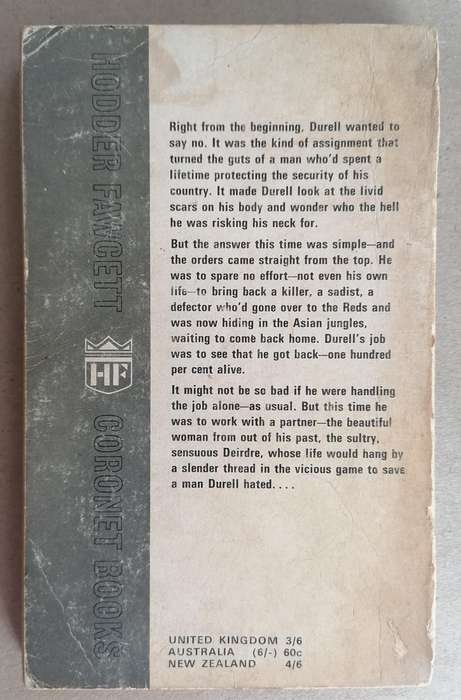 HODDER FAWCETT
HF
CORONET BOOKS
Right from the beginning, Durell wanted to
say no. It was the kind of assignment that
turned the guts of a man who'd spent a
lifetime protecting the security of his
country. It made Durell look at the livid
scars on his body and wonder who the hell
he was risking his neck for.
But the answer this time was simple—and
the orders came straight from the top. He
was to spare no effort—not even his own
life—to bring back a killer, a sadist, a
defector who'd gone over to the Reds and
was now hiding in the Asian jungles,
waiting to come back home. Durell's job
was to see that he got back—one hundred
per cent alive.
It might not be so bad if he were handling
the job alone—as usual. But this time he
was to work with a partner—the beautiful
woman from out of his past, the sultry,
sensuous Deirdre, whose life would hang by
a slender thread in the vicious game to save
a man Durell hated. . . .
UNITED KINGDOM 3/6
AUSTRALIA (6/-) 60c
NEW ZEALAND 4/6